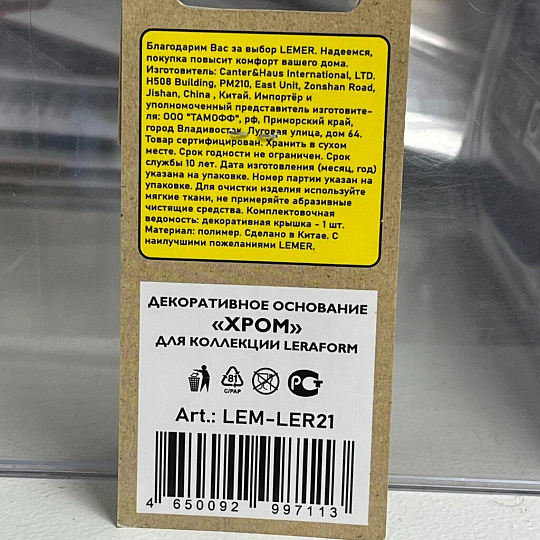 Благодарим Вас за выбор LEMER. Надеемся,
покупка повысит комфорт вашего дома.
Изготовитель: Canter&Haus International, LTD.
H508 Building, PM210, East Unit, Zonshan Road,
Jishan, China , Китай. Импортёр и
уполномоченный представитель изготовите-
ля: ООО "ТАМОФФ", рф, Приморский край,
город Владивосток, Луговая улица, дом 64.
Товар сертифицирован. Хранить в сухом
месте. Срок годности не ограничен. Срок
службы 10 лет. Дата изготовления (месяц, год)
указана на упаковке. Номер партии указан на
упаковке. Для очистки изделия используйте
мягкие ткани, не примеряйте абразивные
чистящие средства. Комплектовочная
ведомость: декоративная крышка - 1 шт.
Материал: полимер. Сделано в Китае. С
наилучшими пожеланиями LEMER.
ДЕКОРАТИВНОЕ ОСНОВАНИЕ
«ХРОМ»
ДЛЯ КОЛЛЕКЦИИ LERAFORM
81
C/PAP
РСТ
Art.: LEM-LER21
4 650092 997113